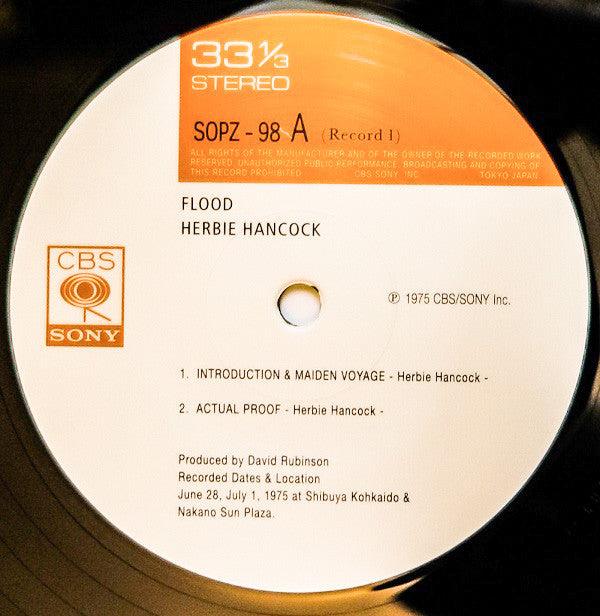 33⅓
STEREO
SOPZ - 98 A (Record 1)
ALL RIGHTS OF THE MANUFACTURER AND OF THE OWNER OF THE RECORDED WORK
RESERVED. UNAUTHORIZED PUBLIC PERFORMANCE, BROADCASTING AND COPYING OF
THIS RECORD PROHIBITED CBS/SONY INC. TOKYO JAPAN.
FLOOD
HERBIE HANCOCK
CBS
SONY
℗ 1975 CBS/SONY Inc.
1. INTRODUCTION & MAIDEN VOYAGE - Herbie Hancock -
2. ACTUAL PROOF - Herbie Hancock -
Produced by David Rubinson
Recorded Dates & Location
June 28, July 1, 1975 at Shibuya Kohkaido &
Nakano Sun Plaza.